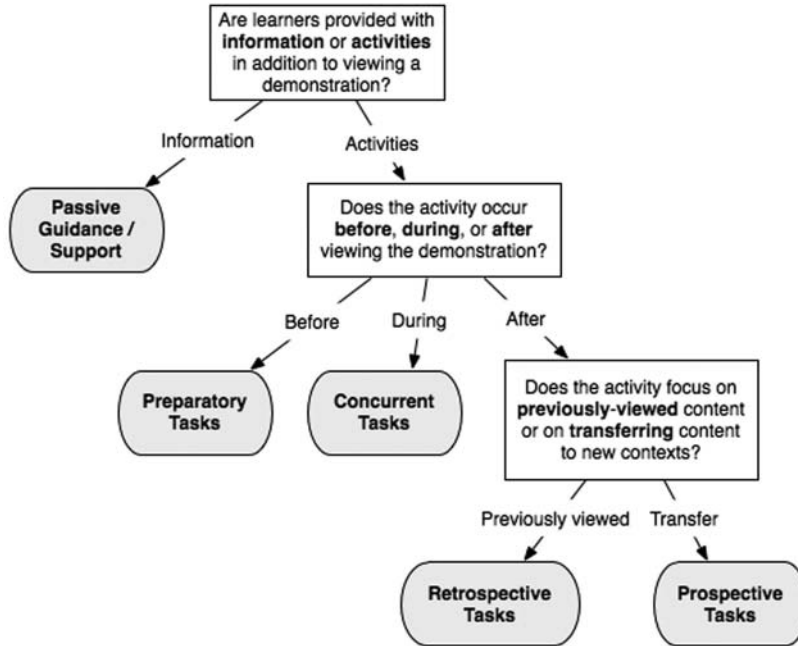 Are learners provided with
information or activities
in addition to viewing a
demonstration?
Information
Activities
Passive
Guidance /
Support
Does the activity occur
before, during, or after
viewing the demonstration?
Before
During
After
Preparatory
Tasks
Concurrent
Tasks
Does the activity focus on
previously-viewed content
or on transferring content
to new contexts?
Previously viewed
Transfer
Retrospective
Tasks
Prospective
Tasks